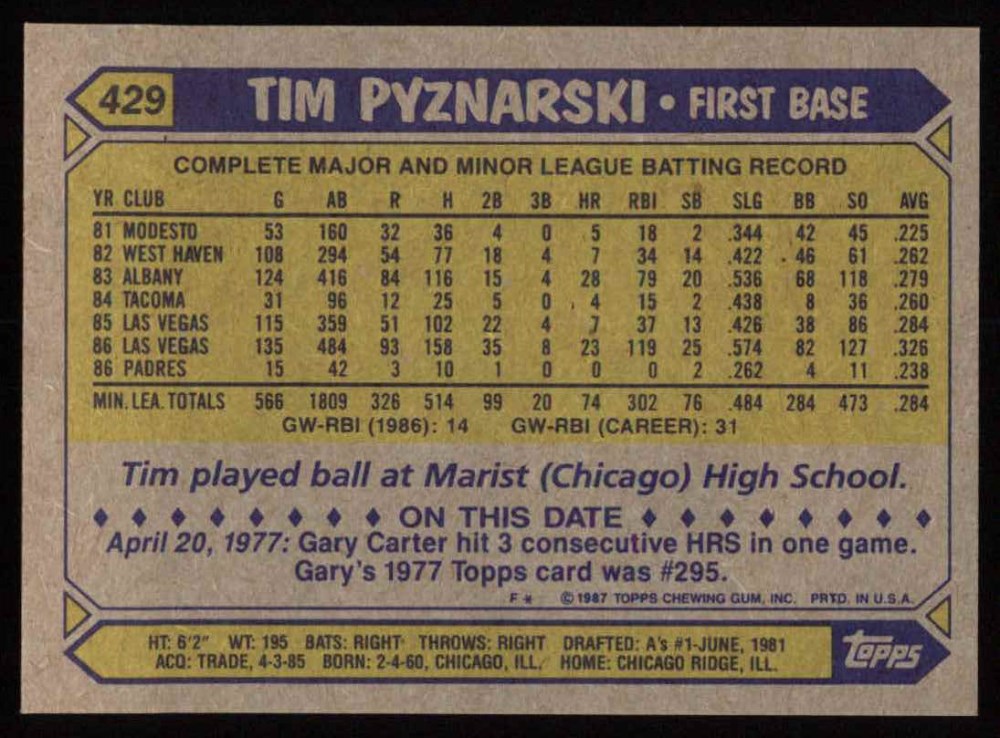 429 TIM PYZNARSKI • FIRST BASE
COMPLETE MAJOR AND MINOR LEAGUE BATTING RECORD
YR CLUB G AB R H 2B 3B HR RBI SB SLG BB SO AVG
81 MODESTO 53 160 32 36 4 0 5 18 2 .344 42 45 .225
82 WEST HAVEN 108 294 54 77 18 4 7 34 14 .422 46 61 .262
83 ALBANY 124 416 84 116 15 4 28 79 20 .536 68 118 .279
84 TACOMA 31 96 12 25 5 0 4 15 2 .438 8 36 .260
85 LAS VEGAS 115 359 51 102 22 4 7 37 13 .426 38 86 .284
86 LAS VEGAS 135 484 93 158 35 8 23 119 25 .574 82 127 .326
86 PADRES 15 42 3 10 1 0 0 0 2 .262 4 11 .238
MIN. LEA. TOTALS 566 1809 326 514 99 20 74 302 76 .484 284 473 .284
GW-RBI (1986): 14 GW-RBI (CAREER): 31
Tim played ball at Marist (Chicago) High School.
♦ ♦ ♦ ♦ ♦ ♦ ♦ ♦ ON THIS DATE ♦ ♦ ♦ ♦ ♦ ♦ ♦ ♦
April 20, 1977: Gary Carter hit 3 consecutive HRS in one game.
Gary's 1977 Topps card was #295.
F * © 1987 TOPPS CHEWING GUM, INC. PRTD. IN U.S.A.
HT: 6'2" WT: 195 BATS: RIGHT THROWS: RIGHT DRAFTED: A's #1-JUNE, 1981
ACQ: TRADE, 4-3-85 BORN: 2-4-60, CHICAGO, ILL. HOME: CHICAGO RIDGE, ILL.
topps